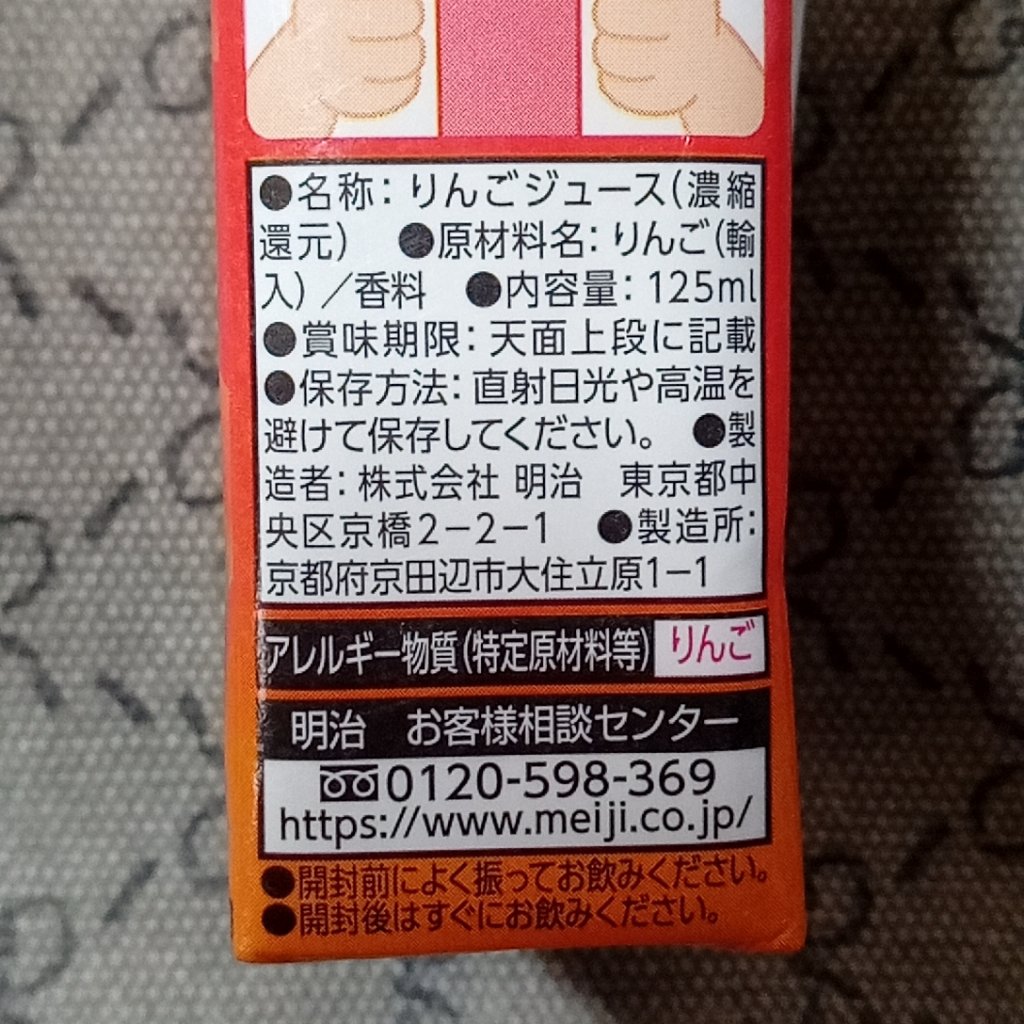 ●名称：りんごジュース（濃縮
還元） ●原材料名：りんご（輸
入）／香料 ●内容量：125ml
●賞味期限：天面上段に記載
●保存方法：直射日光や高温を
避けて保存してください。 ●製
造者：株式会社 明治 東京都中
央区京橋2－2－1 ●製造所：
京都府京田辺市大住立原1－1
アレルギー物質（特定原材料等） りんご
明治 お客様相談センター
0120-598-369
https://www.meiji.co.jp/
●開封前によく振ってお飲みください。
●開封後はすぐにお飲みください。